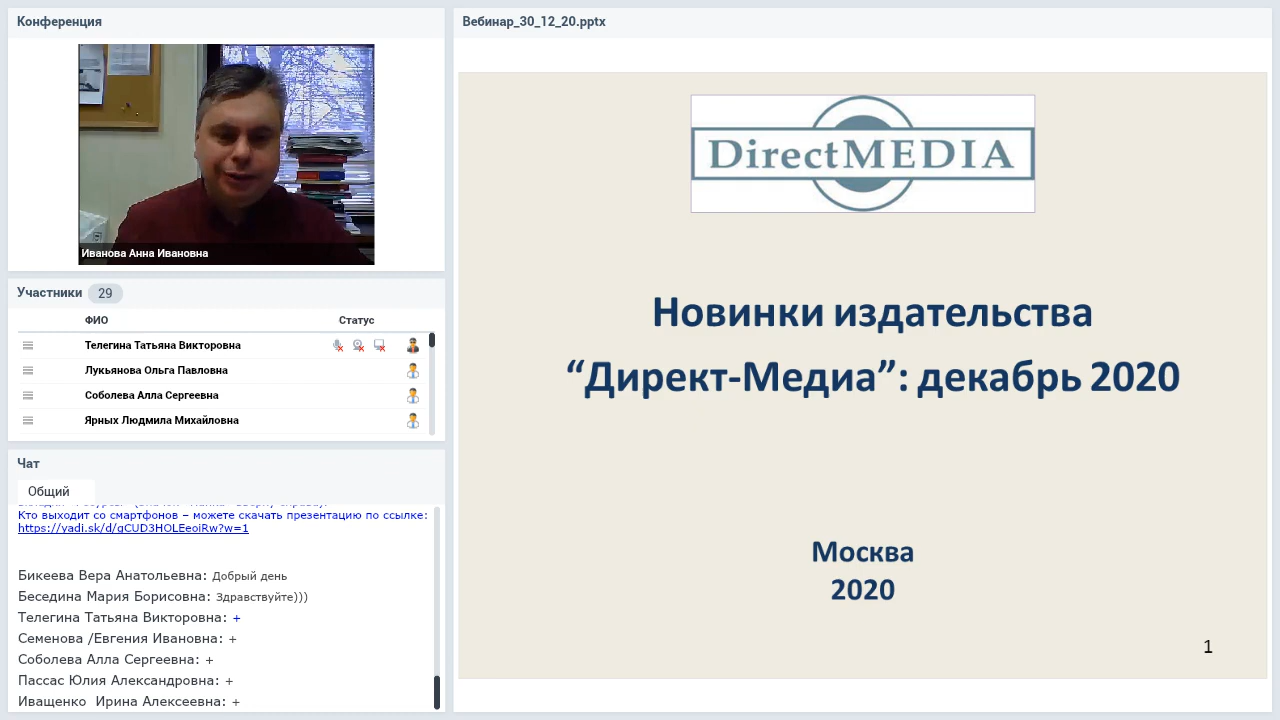 Конференция
Иванова Анна Ивановна
Участники 29
ФИО Статус
Телегина Татьяна Викторовна
Лукьянова Ольга Павловна
Соболева Алла Сергеевна
Ярных Людмила Михайловна
Чат
Общий
Кто выходит со смартфонов – можете скачать презентацию по ссылке:
https://yadi.sk/d/gCUD3HOLEeoiRw?w=1
Бикеева Вера Анатольевна: Добрый день
Беседина Мария Борисовна: Здравствуйте)))
Телегина Татьяна Викторовна: +
Семенова /Евгения Ивановна: +
Соболева Алла Сергеевна: +
Пассас Юлия Александровна: +
Иващенко Ирина Алексеевна: +
Вебинар_30_12_20.pptx
DirectMEDIA
Новинки издательства
“Директ-Медиа”: декабрь 2020
Москва
2020
1